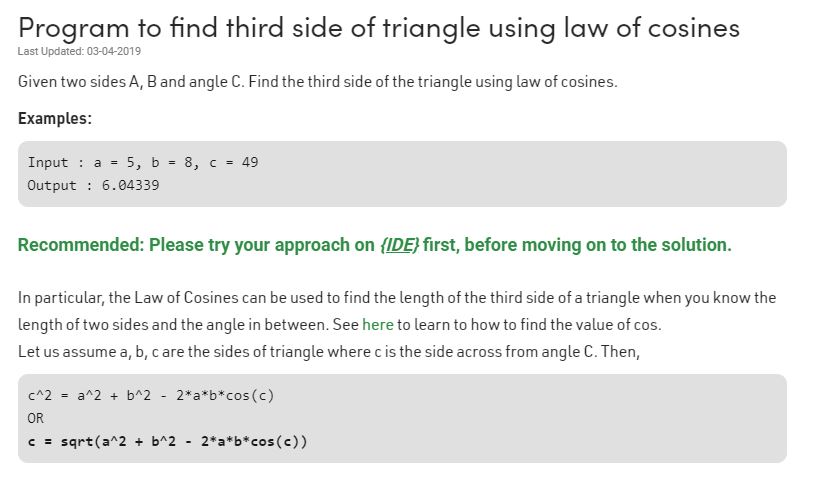 Program to find third side of triangle using law of cosines
Last Updated: 03-04-2019
Given two sides A, B and angle C. Find the third side of the triangle using law of cosines.
Examples:
Input : a = 5, b = 8, c = 49
Output : 6.04339
Recommended: Please try your approach on {IDE} first, before moving on to the solution.
In particular, the Law of Cosines can be used to find the length of the third side of a triangle when you know the
length of two sides and the angle in between. See here to learn to how to find the value of cos.
Let us assume a, b, c are the sides of triangle where c is the side across from angle C. Then,
c^2 = a^2 + b^2 - 2*a*b*cos(c)
OR
c = sqrt(a^2 + b^2 - 2*a*b*cos(c))